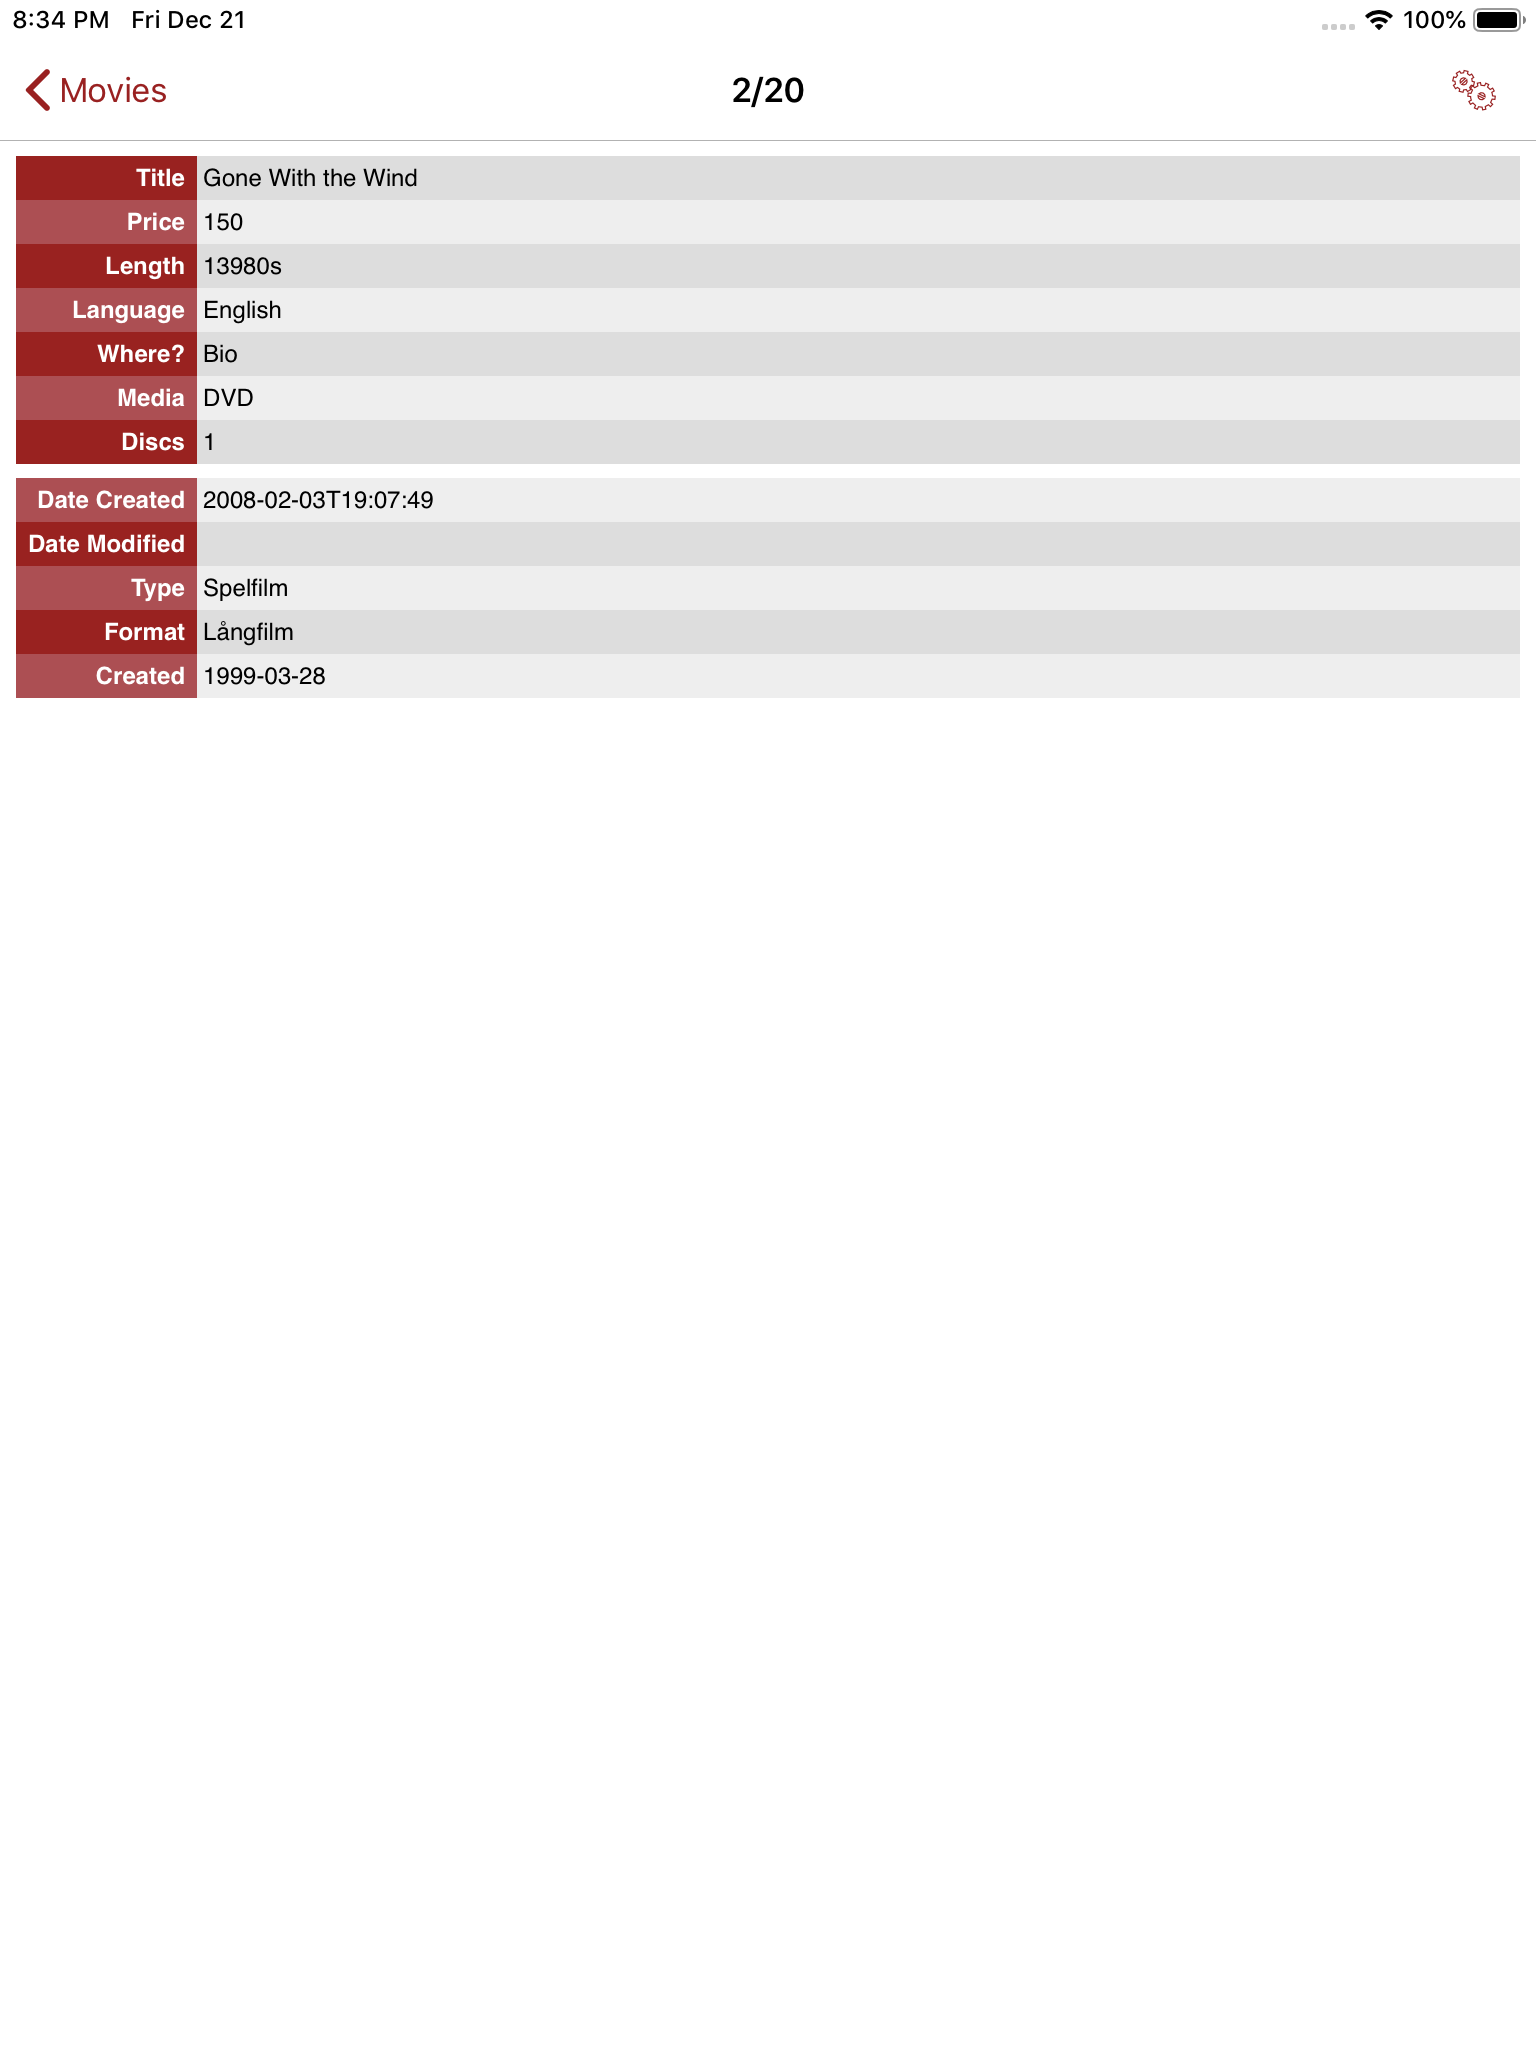 8:34 PM Fri Dec 21 100%
Movies 2/20
Title Gone With the Wind
Price 150
Length 13980s
Language English
Where? Bio
Media DVD
Discs 1
Date Created 2008-02-03T19:07:49
Date Modified
Type Spelfilm
Format Långfilm
Created 1999-03-28